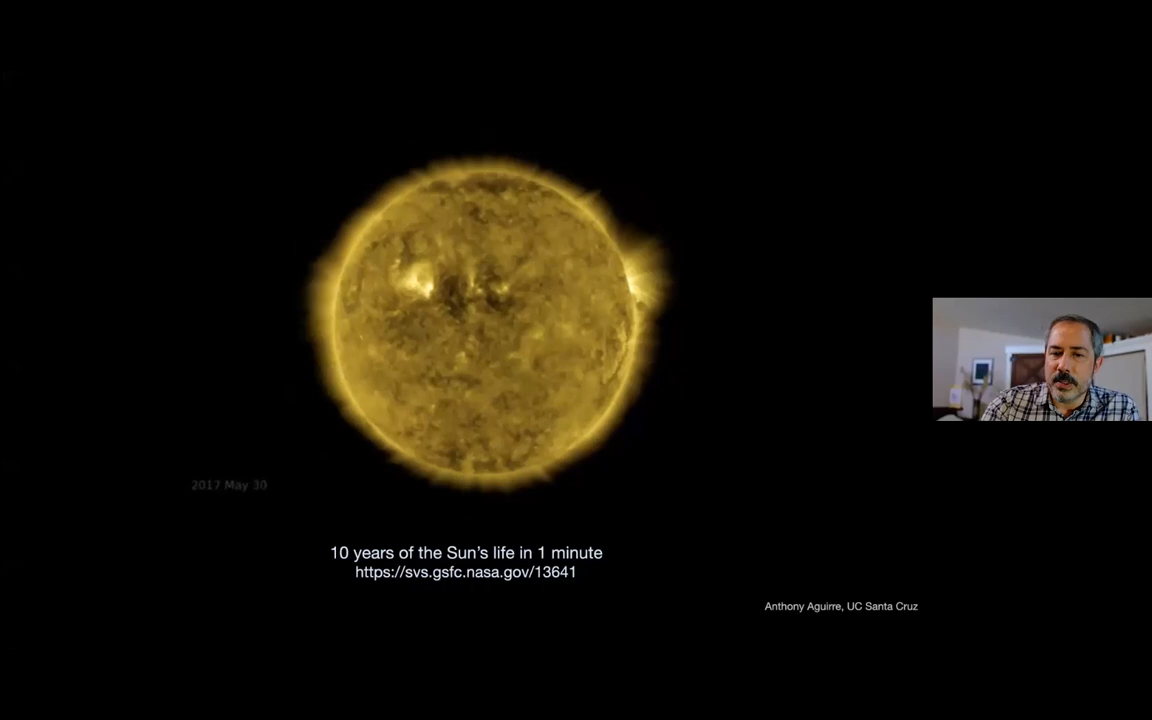 2017 May 30
10 years of the Sun's life in 1 minute
https://svs.gsfc.nasa.gov/13641
Anthony Aguirre, UC Santa Cruz